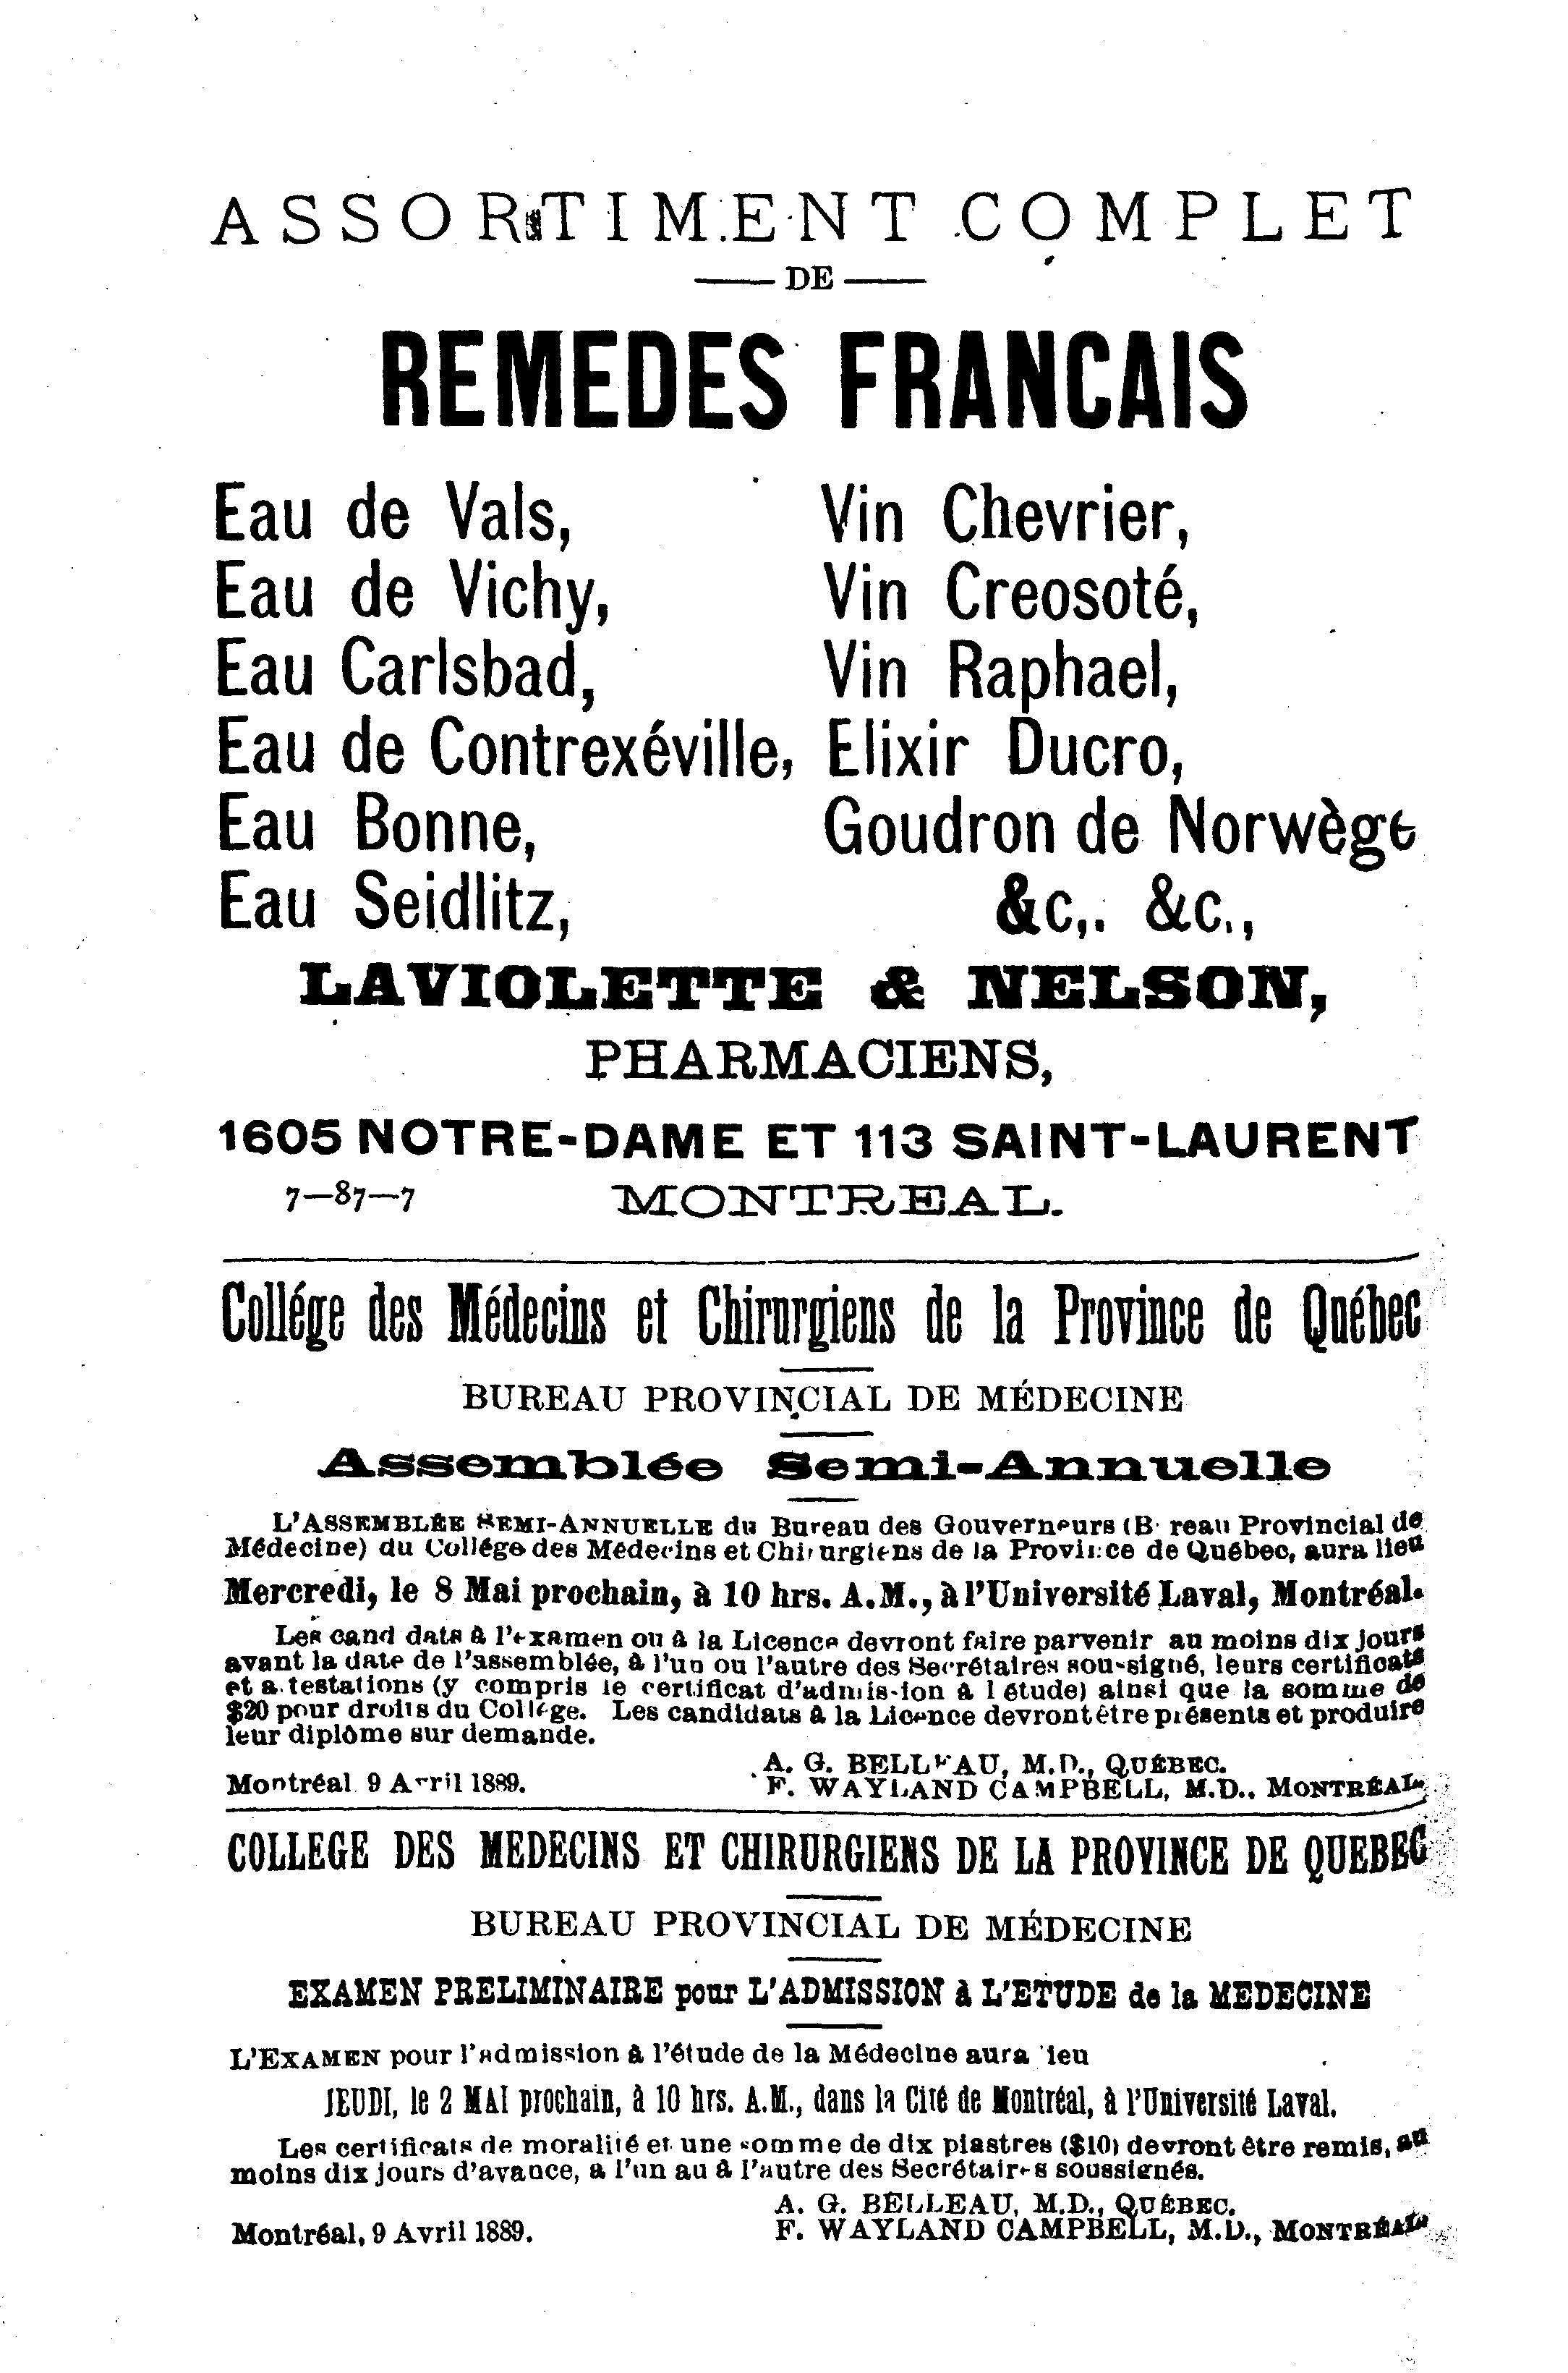 ASSORTIMENT COMPLET
DE
REMEDES FRANCAIS
Eau de Vals,
Eau de Vichy,
Eau Carlsbad,
Eau de Contrexéville,
Eau Bonne,
Eau Seidlitz,
Vin Chevrier,
Vin Creosoté,
Vin Raphael,
Elixir Ducro,
Goudron de Norwège
&c,. &c.,
LAVIOLETTE & NELSON,
PHARMACIENS,
1605 NOTRE-DAME ET 113 SAINT-LAURENT
7—87—7 MONTREAL.
Collége des Médecins et Chirurgiens de la Province de Québec
BUREAU PROVINCIAL DE MÉDECINE
Assemblée Semi-Annuelle
L'ASSEMBLÉE SEMI-ANNUELLE du Bureau des Gouverneurs (B reau Provincial de
Médecine) du Collége des Médecins et Chirurgiens de la Province de Québec, aura lieu
Mercredi, le 8 Mai prochain, à 10 hrs. A.M., à l'Université Laval, Montréal.
Les cand dats à l'examen ou à la Licence devront faire parvenir au moins dix jours
avant la date de l'assemblée, à l'un ou l'autre des Secrétaires sou-signé, leurs certificats
et a.testations (y compris le certificat d'admis-ion à l étude) ainsi que la somme de
$20 pour droits du Collége. Les candidats à la Licence devront être présents et produire
leur diplôme sur demande.
A. G. BELLEAU, M.D., QUÉBEC.
Montréal 9 Avril 1889. F. WAYLAND CAMPBELL, M.D., MONTRÉAL.
COLLEGE DES MEDECINS ET CHIRURGIENS DE LA PROVINCE DE QUEBEC
BUREAU PROVINCIAL DE MÉDECINE
EXAMEN PRELIMINAIRE pour L'ADMISSION à L'ETUDE de la MEDECINE
L'EXAMEN pour l'admission à l'étude de la Médecine aura lieu
JEUDI, le 2 MAI prochain, à 10 hrs. A.M., dans la Cité de Montréal, à l'Université Laval.
Les certificats de moralité et une somme de dix piastres ($10) devront être remis, au
moins dix jours d'avance, a l'un au à l'autre des Secrétaires soussignés.
A. G. BELLEAU, M.D., QUÉBEC.
Montréal, 9 Avril 1889. F. WAYLAND CAMPBELL, M.D., MONTRÉAL.